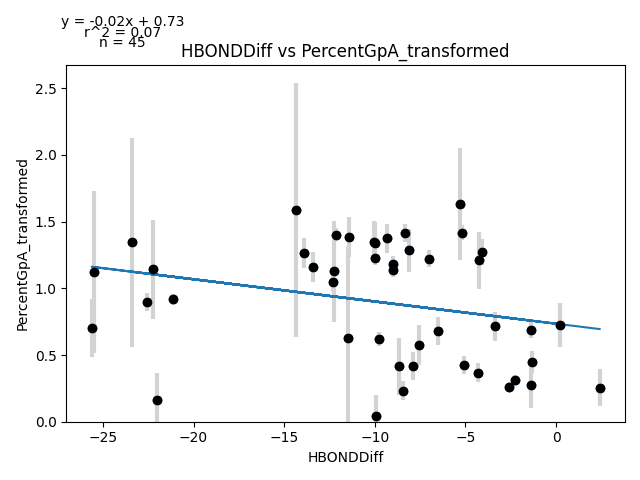 y = -0.02x + 0.73
r^2 = 0.07
n = 45
HBONDDiff vs PercentGpA_transformed
PercentGpA_transformed
2.5
2.0
1.5
1.0
0.5
0.0
−25
−20
−15
−10
−5
0
HBONDDiff